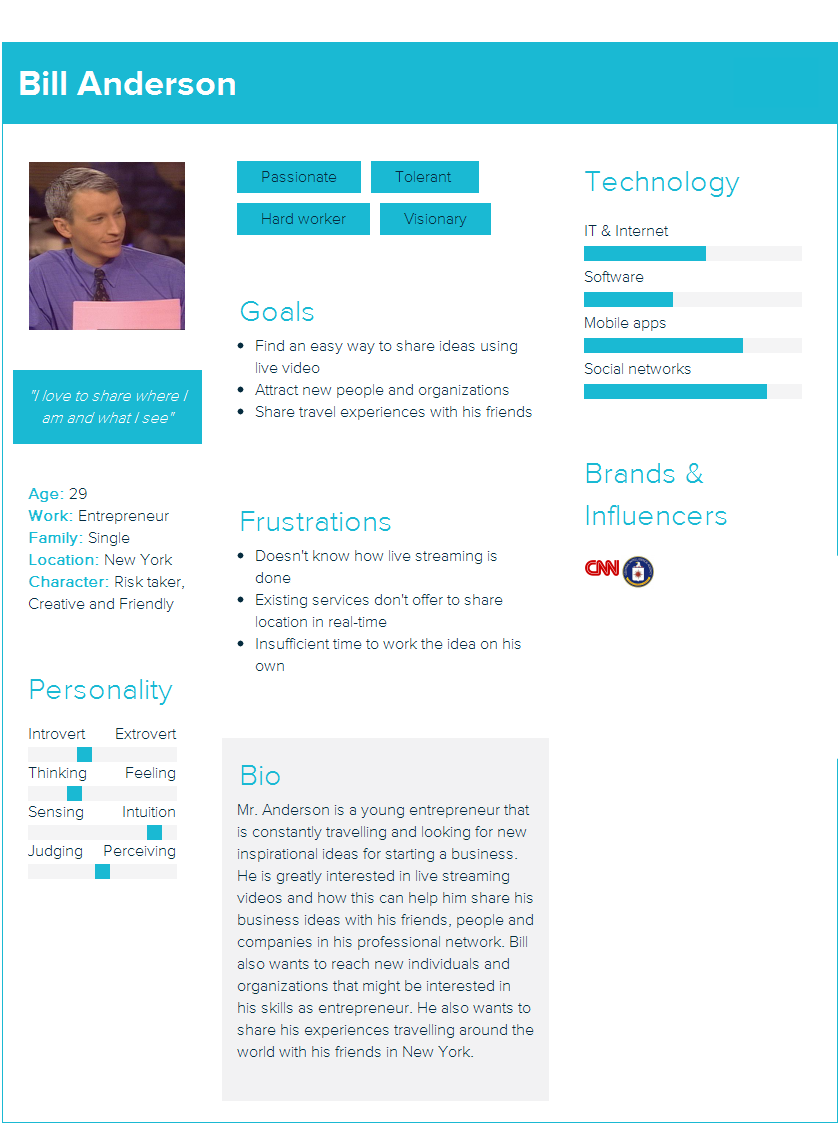 Bill Anderson
"I love to share where I
am and what I see"
Age: 29
Work: Entrepreneur
Family: Single
Location: New York
Character: Risk taker,
Creative and Friendly
Personality
Introvert Extrovert
Thinking Feeling
Sensing Intuition
Judging Perceiving
Passionate Tolerant
Hard worker Visionary
Goals
• Find an easy way to share ideas using
live video
• Attract new people and organizations
• Share travel experiences with his friends
Frustrations
• Doesn't know how live streaming is
done
• Existing services don't offer to share
location in real-time
• Insufficient time to work the idea on his
own
Bio
Mr. Anderson is a young entrepreneur that
is constantly travelling and looking for new
inspirational ideas for starting a business.
He is greatly interested in live streaming
videos and how this can help him share his
business ideas with his friends, people and
companies in his professional network. Bill
also wants to reach new individuals and
organizations that might be interested in
his skills as entrepreneur. He also wants to
share his experiences travelling around the
world with his friends in New York.
Technology
IT & Internet
Software
Mobile apps
Social networks
Brands &
Influencers
CNN